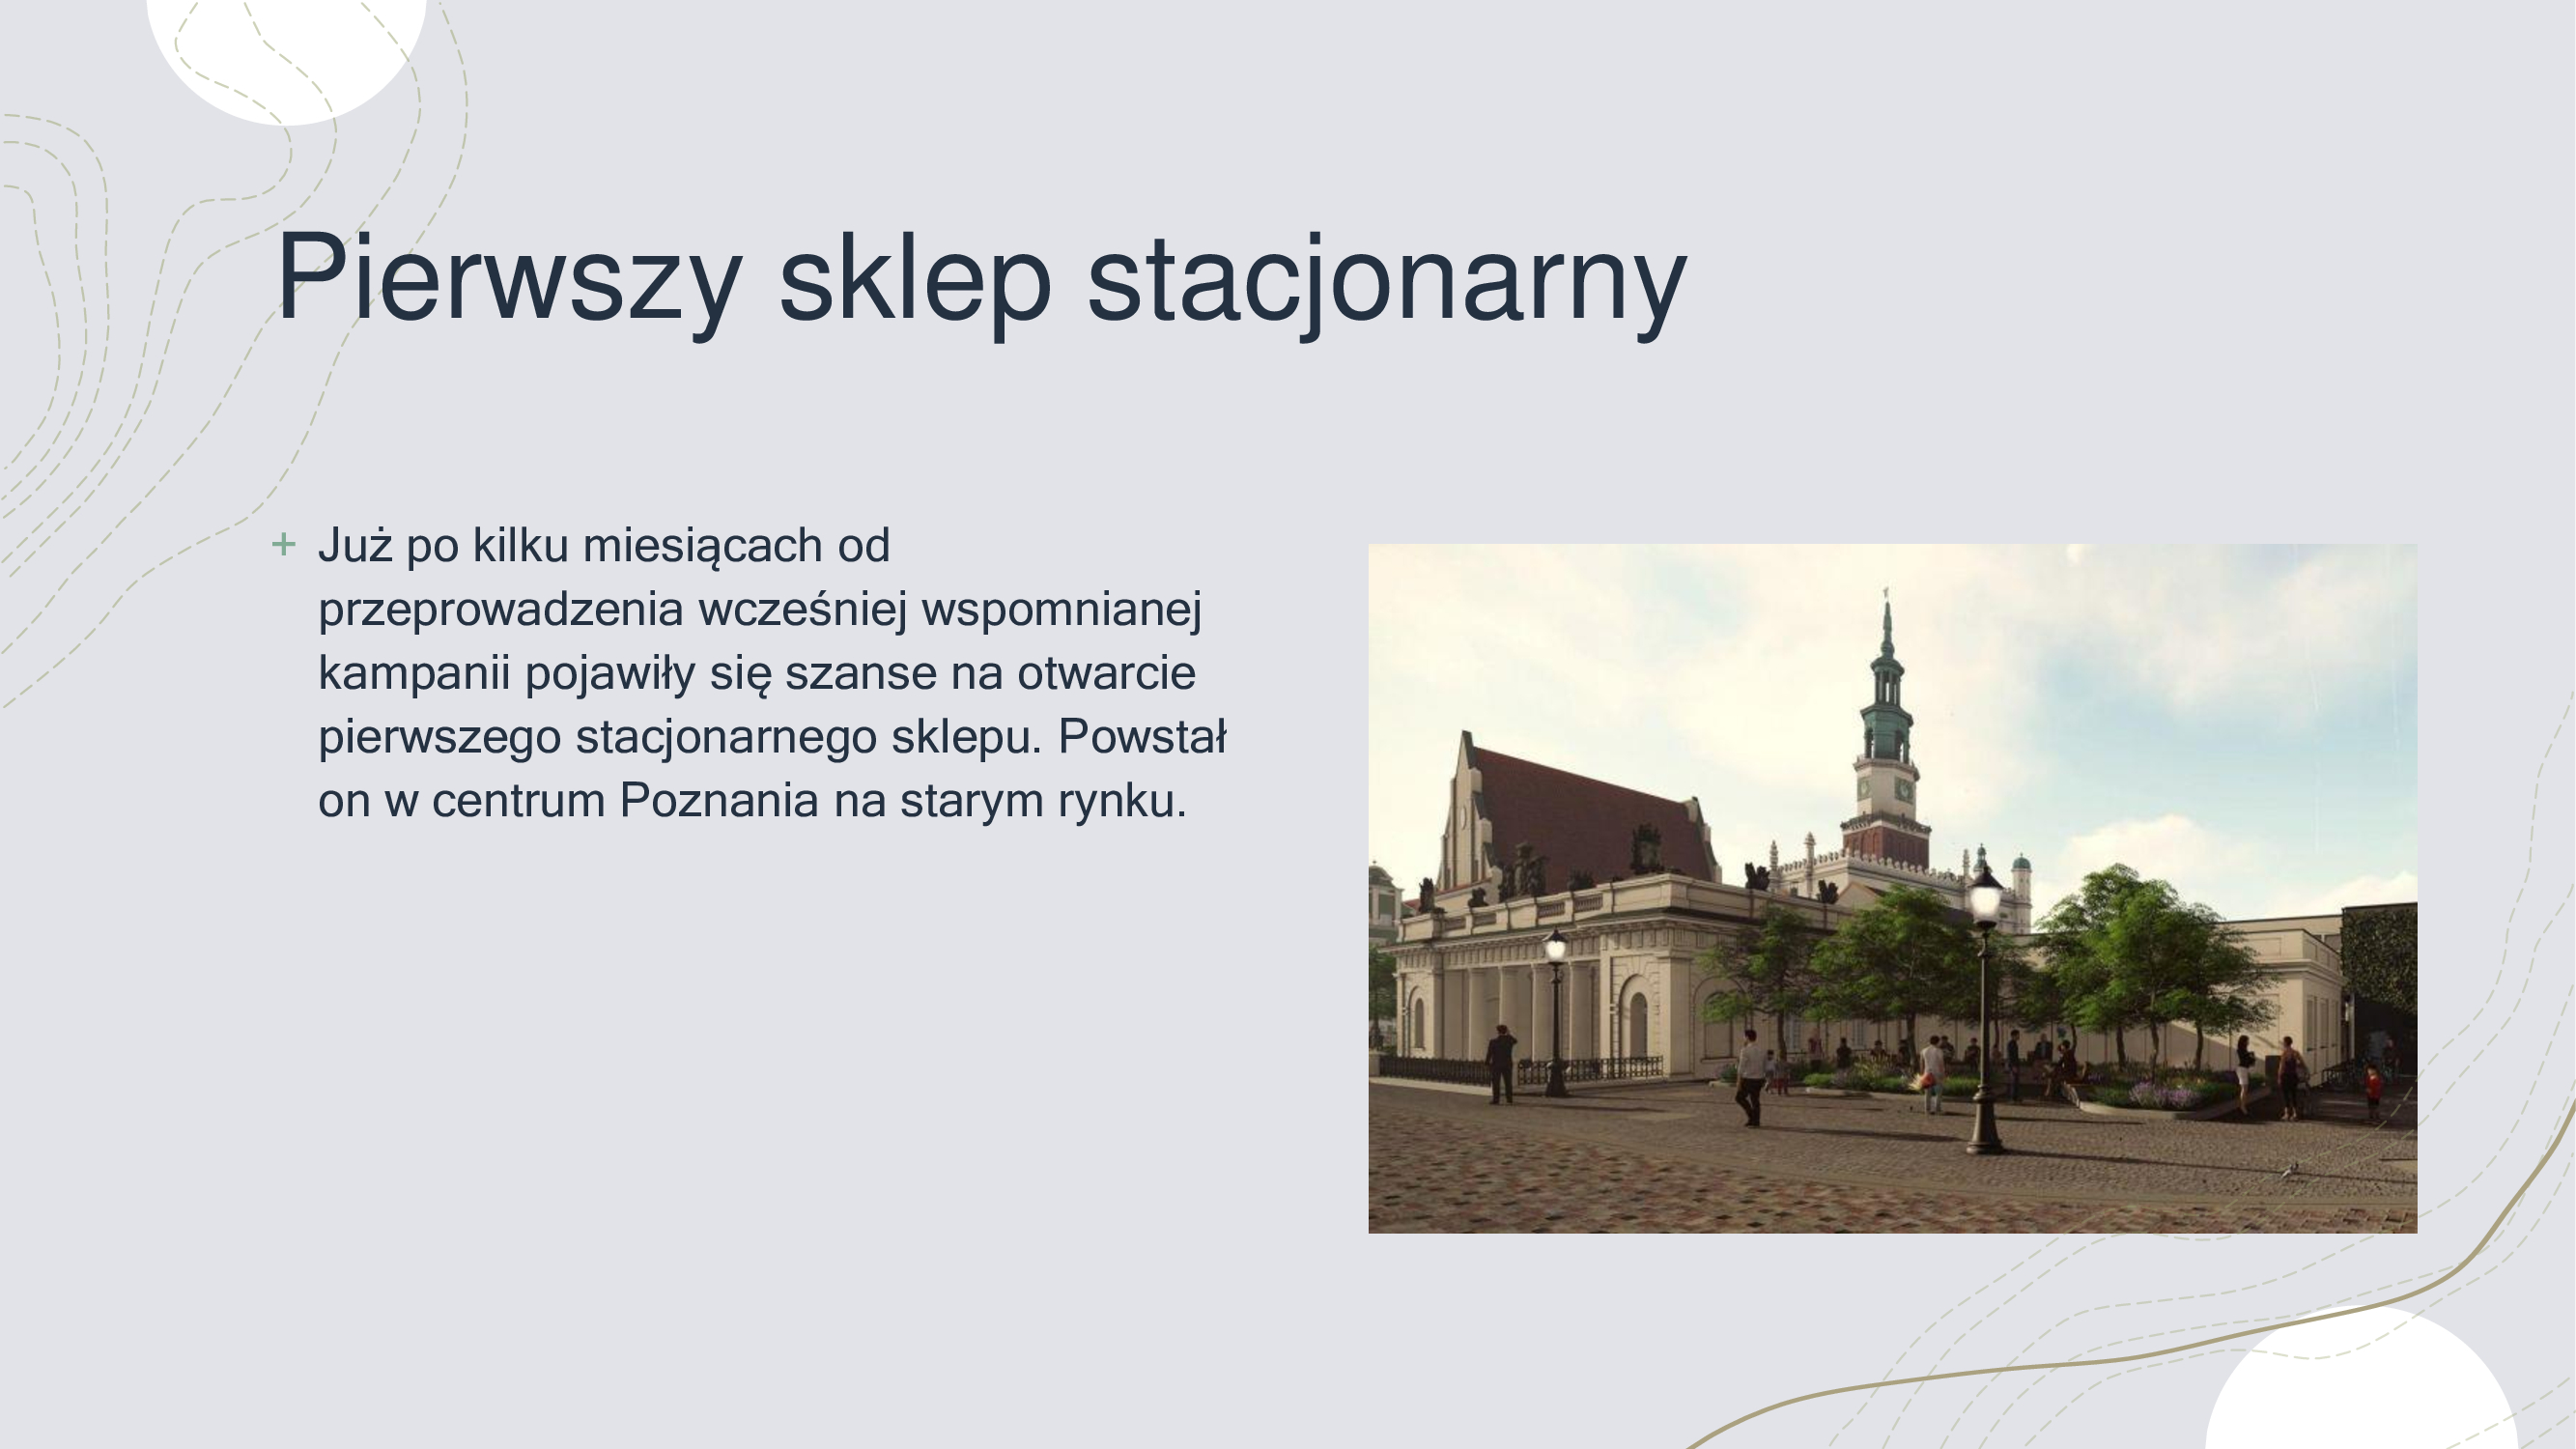 Pierwszy sklep stacjonarny
+ Już po kilku miesiącach od
przeprowadzenia wcześniej wspomnianej
kampanii pojawiły się szanse na otwarcie
pierwszego stacjonarnego sklepu. Powstał
on w centrum Poznania na starym rynku.